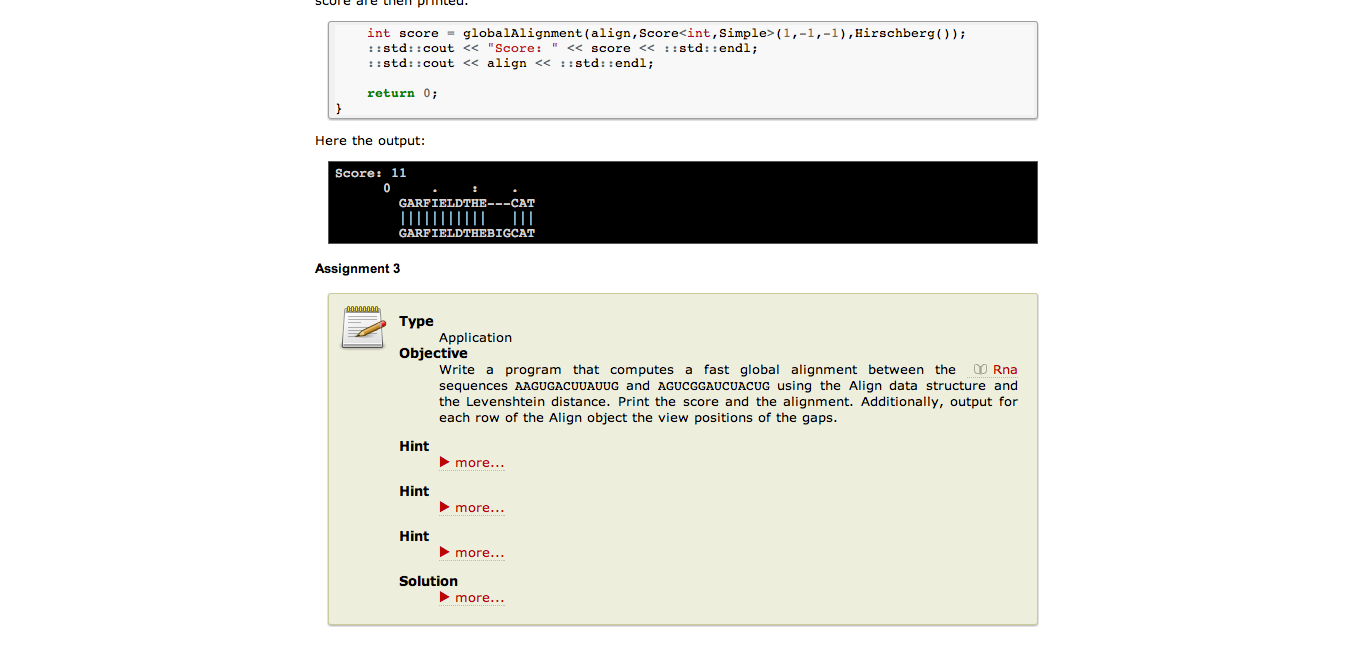 score are then printed.
int score = globalAlignment(align,Score<int,Simple>(1,-1,-1),Hirschberg());
::std::cout << "Score: " << score << ::std::endl;
::std::cout << align << ::std::endl;
return 0;
}
Here the output:
Score: 11
0     .    :    .
GARFIELDTHE---CAT
|||||||||||   |||
GARFIELDTHEBIGCAT
Assignment 3
Type
Application
Objective
Write a program that computes a fast global alignment between the Rna
sequences AAGUGACUUAUUG and AGUCGGAUCUACUG using the Align data structure and
the Levenshtein distance. Print the score and the alignment. Additionally, output for
each row of the Align object the view positions of the gaps.
Hint
more...
Hint
more...
Hint
more...
Solution
more...